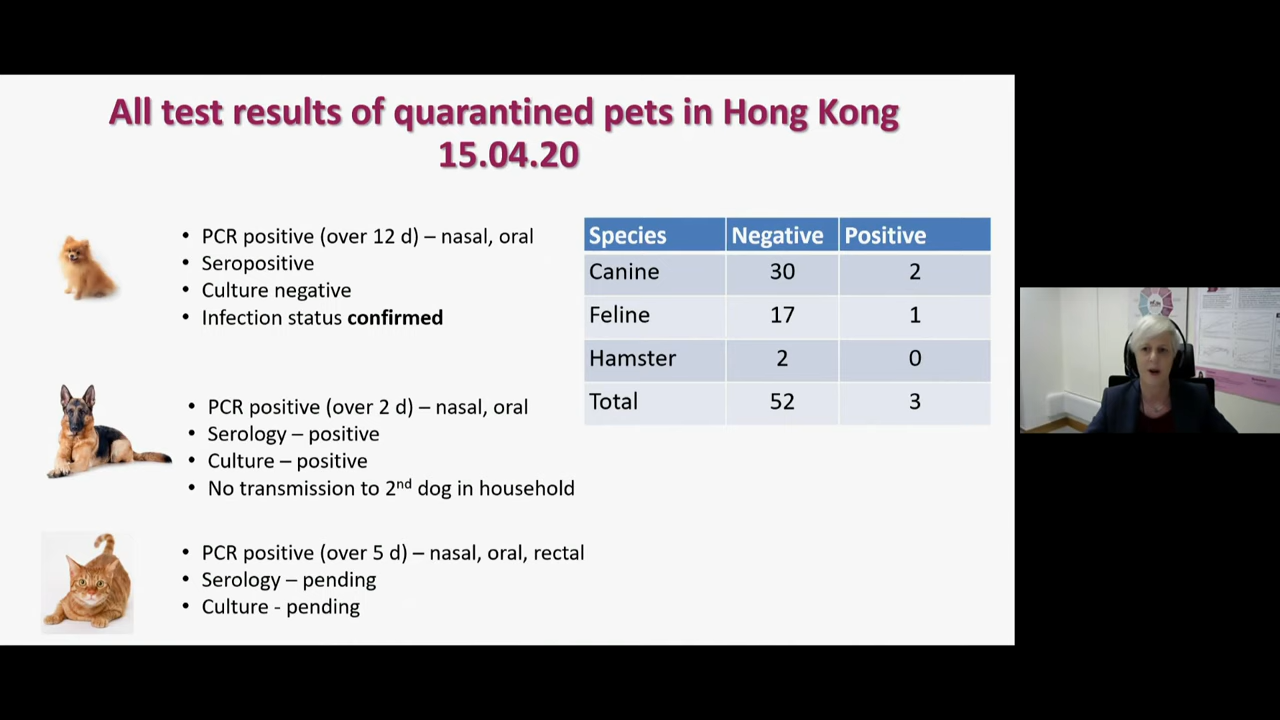 All test results of quarantined pets in Hong Kong
15.04.20
• PCR positive (over 12 d) – nasal, oral
• Seropositive
• Culture negative
• Infection status confirmed
• PCR positive (over 2 d) – nasal, oral
• Serology – positive
• Culture – positive
• No transmission to 2nd dog in household
• PCR positive (over 5 d) – nasal, oral, rectal
• Serology – pending
• Culture - pending
Species Negative Positive
Canine 30 2
Feline 17 1
Hamster 2 0
Total 52 3